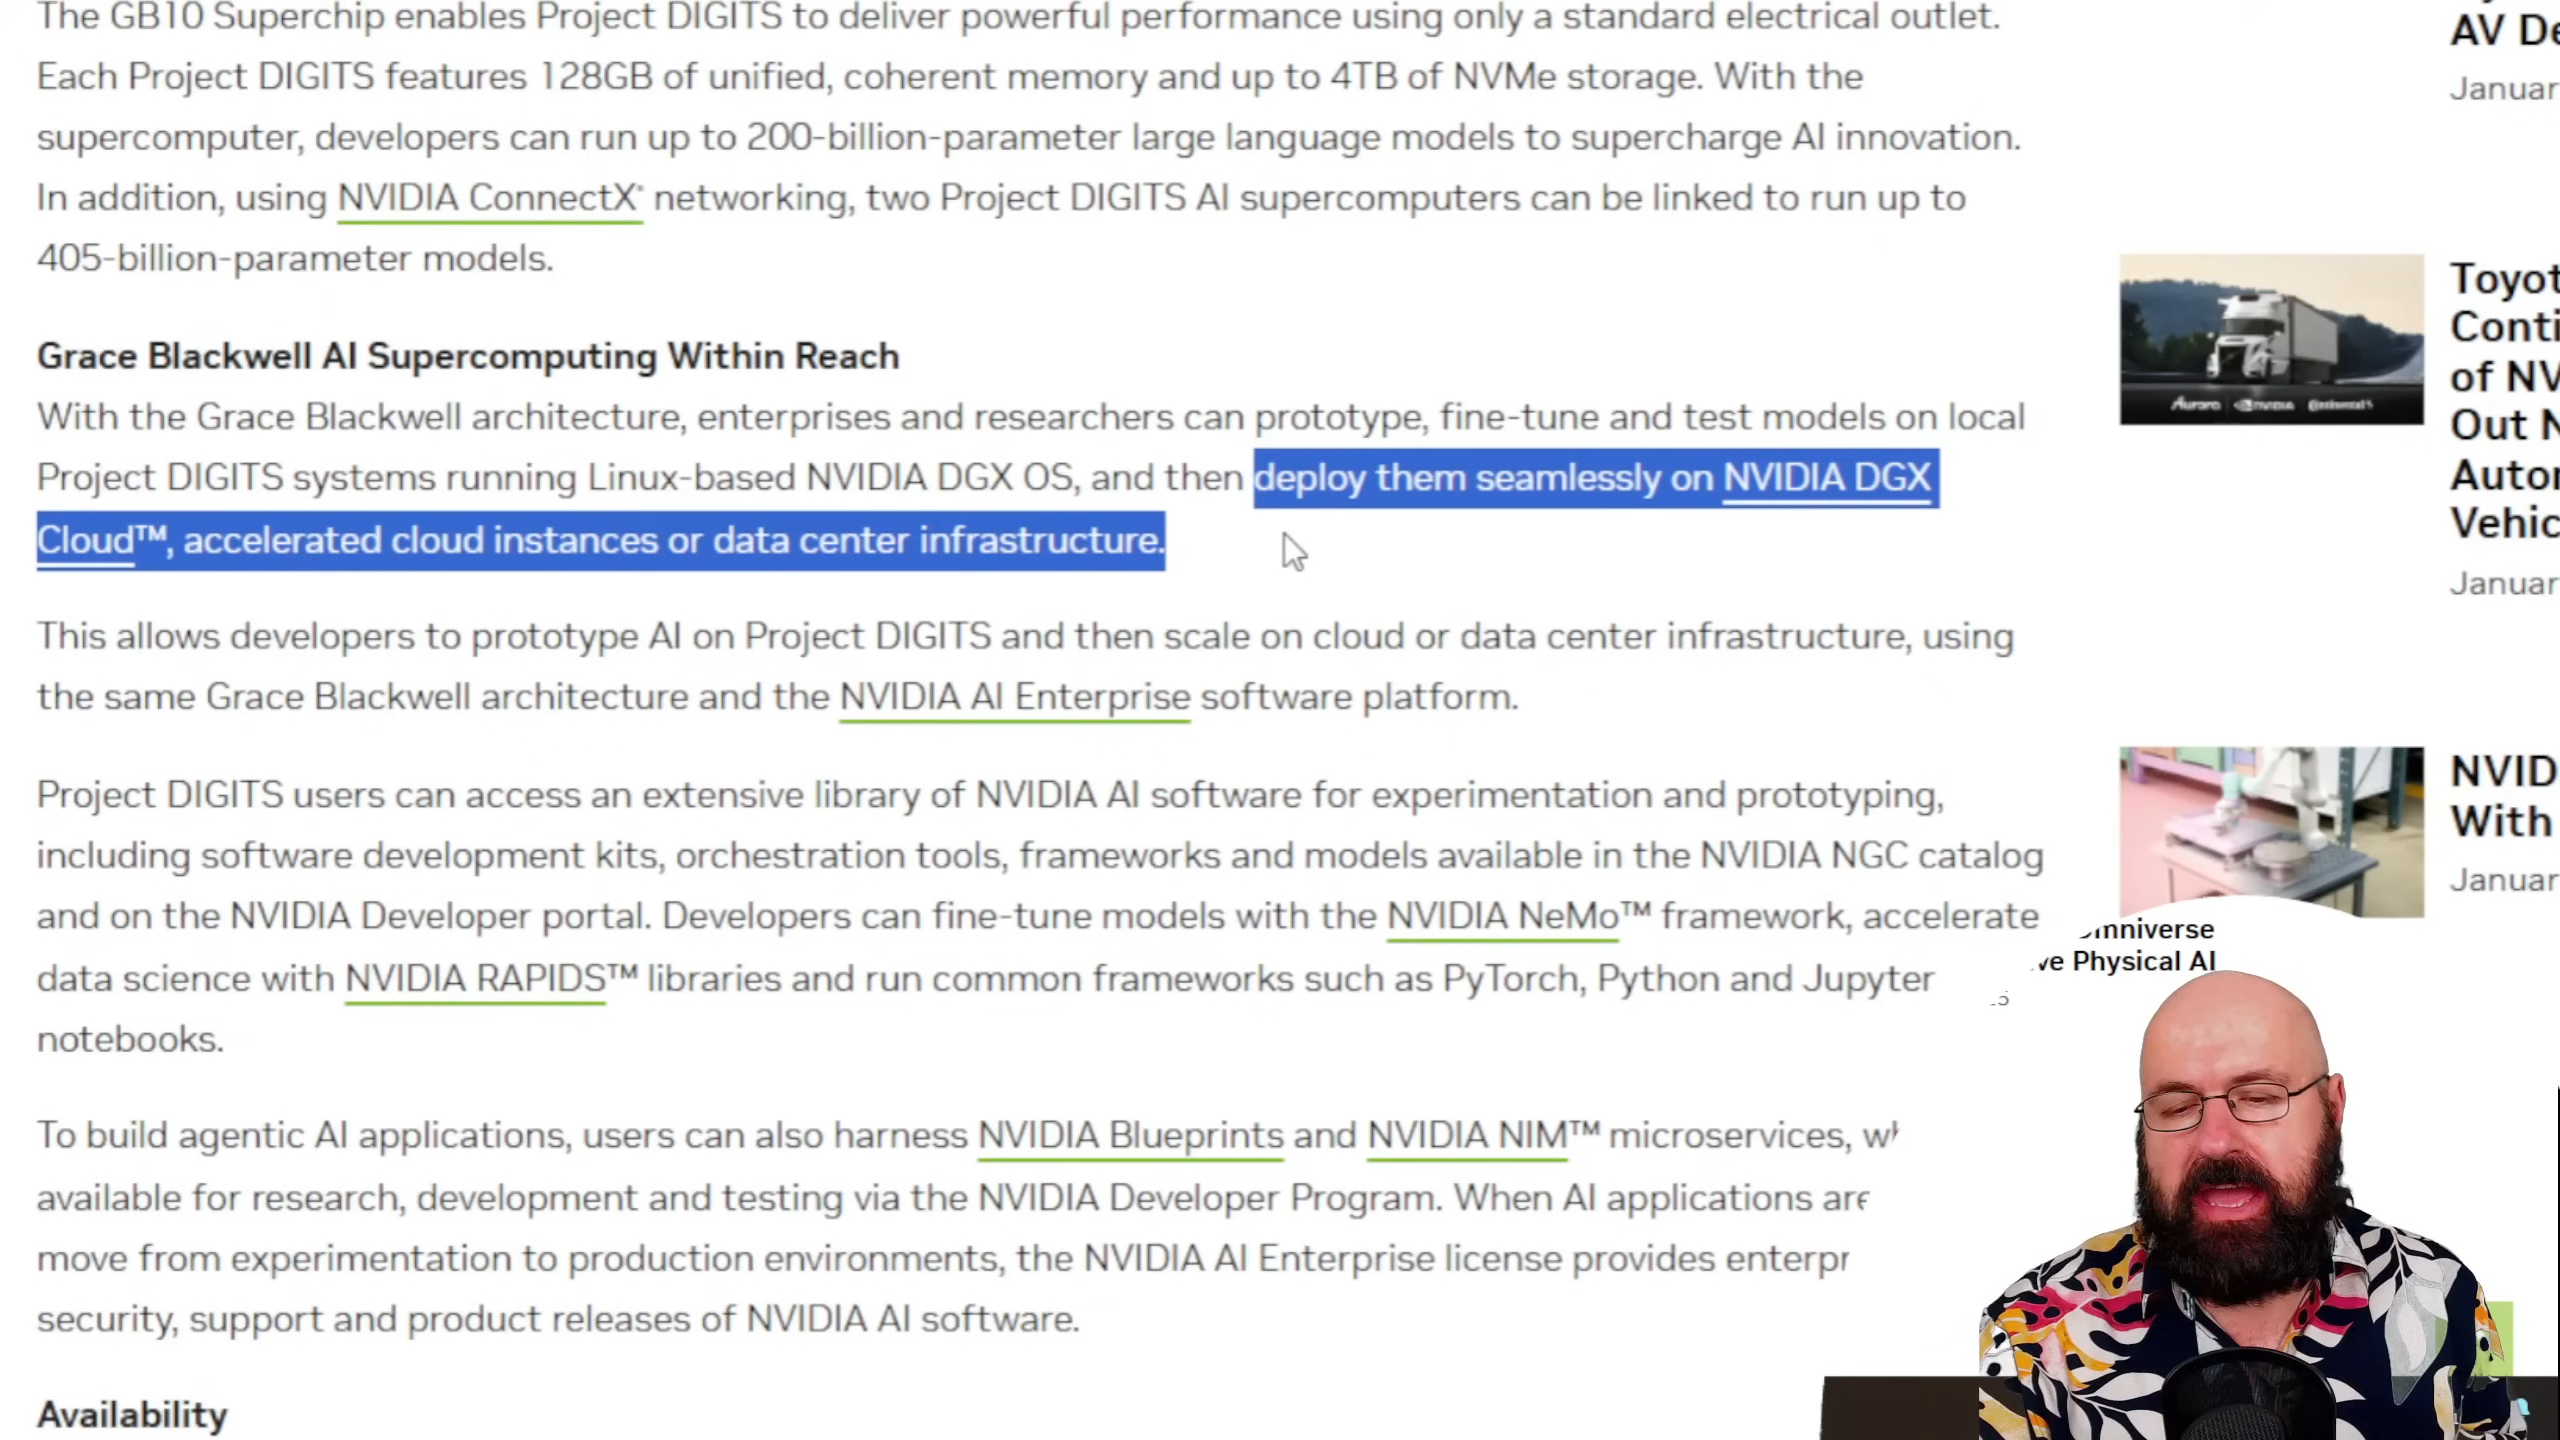 The GB10 Superchip enables Project DIGITS to deliver powerful performance using only a standard electrical outlet.
Each Project DIGITS features 128GB of unified, coherent memory and up to 4TB of NVMe storage. With the
supercomputer, developers can run up to 200-billion-parameter large language models to supercharge AI innovation.
In addition, using NVIDIA ConnectX® networking, two Project DIGITS AI supercomputers can be linked to run up to
405-billion-parameter models.
Grace Blackwell AI Supercomputing Within Reach
With the Grace Blackwell architecture, enterprises and researchers can prototype, fine-tune and test models on local
Project DIGITS systems running Linux-based NVIDIA DGX OS, and then deploy them seamlessly on NVIDIA DGX
Cloud™, accelerated cloud instances or data center infrastructure.
This allows developers to prototype AI on Project DIGITS and then scale on cloud or data center infrastructure, using
the same Grace Blackwell architecture and the NVIDIA AI Enterprise software platform.
Project DIGITS users can access an extensive library of NVIDIA AI software for experimentation and prototyping,
including software development kits, orchestration tools, frameworks and models available in the NVIDIA NGC catalog
and on the NVIDIA Developer portal. Developers can fine-tune models with the NVIDIA NeMo™ framework, accelerate
data science with NVIDIA RAPIDS™ libraries and run common frameworks such as PyTorch, Python and Jupyter
notebooks.
To build agentic AI applications, users can also harness NVIDIA Blueprints and NVIDIA NIM™ microservices,
available for research, development and testing via the NVIDIA Developer Program. When AI applications are
move from experimentation to production environments, the NVIDIA AI Enterprise license provides enterpr
security, support and product releases of NVIDIA AI software.
Availability
AV De
Januar
Aurora NVIDIA Continental
Toyot
Conti
of NV
Out N
Autor
Vehic
Januar
NVID
With
Januar
mniverse
ve Physical AI